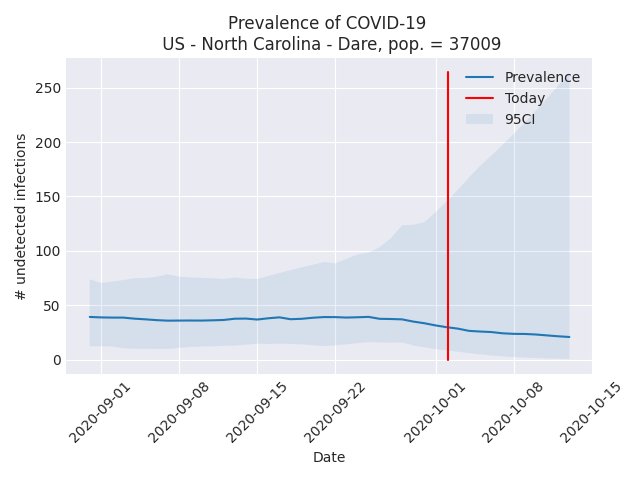 Prevalence of COVID-19
US - North Carolina - Dare, pop. = 37009
Prevalence
Today
95CI
# undetected infections
250
200
150
100
50
0
2020-09-01
2020-09-08
2020-09-15
2020-09-22
2020-10-01
2020-10-08
2020-10-15
Date